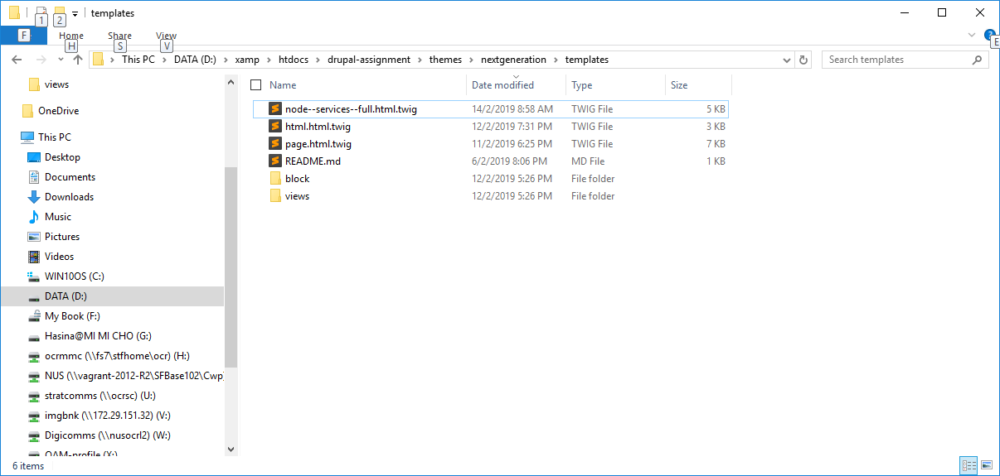 templates
1 2
F Home Share View
H S V E
This PC > DATA (D:) > xamp > htdocs > drupal-assignment > themes > nextgeneration > templates
Search templates
views
OneDrive
This PC
Desktop
Documents
Downloads
Music
Pictures
Videos
WIN10OS (C:)
DATA (D:)
My Book (F:)
Hasina@MI MI CHO (G:)
ocrmmc (\\fs7\stfhome\ocr) (H:)
NUS (\\vagrant-2012-R2\SFBase102\Cwp
stratcomms (\\ocrsc) (U:)
imgbnk (\\172.29.151.32) (V:)
Digicomms (\\nusocrl2) (W:)
OAM-profile (X:)
Name Date modified Type Size
node--services--full.html.twig 14/2/2019 8:58 AM TWIG File 5 KB
html.html.twig 12/2/2019 7:31 PM TWIG File 3 KB
page.html.twig 11/2/2019 6:25 PM TWIG File 7 KB
README.md 6/2/2019 8:06 PM MD File 1 KB
block 12/2/2019 5:26 PM File folder
views 12/2/2019 5:26 PM File folder
6 items